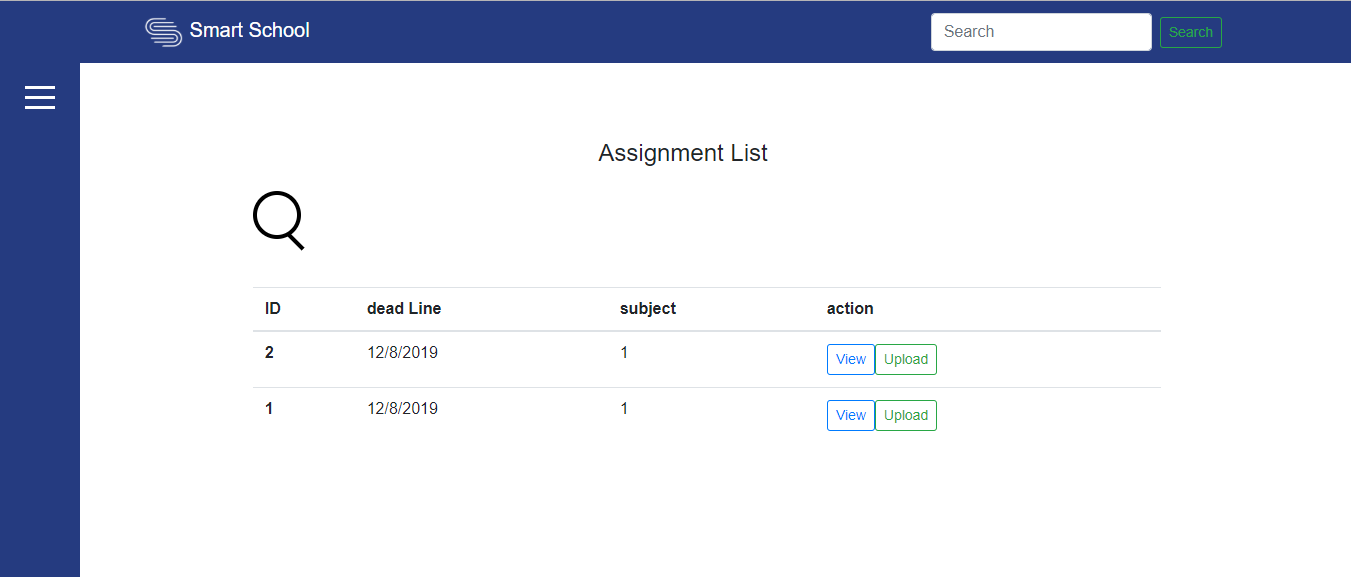 Smart School
Search Search
Assignment List
ID dead Line subject action
2 12/8/2019 1 View Upload
1 12/8/2019 1 View Upload